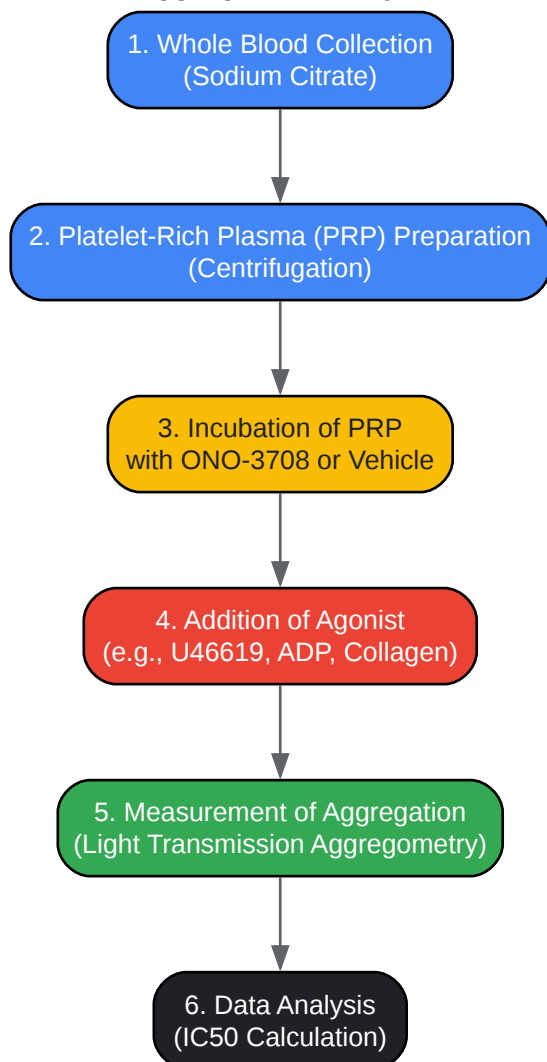 1. Whole Blood Collection
(Sodium Citrate)
2. Platelet-Rich Plasma (PRP) Preparation
(Centrifugation)
3. Incubation of PRP
with ONO-3708 or Vehicle
4. Addition of Agonist
(e.g., U46619, ADP, Collagen)
5. Measurement of Aggregation
(Light Transmission Aggregometry)
6. Data Analysis
(IC50 Calculation)